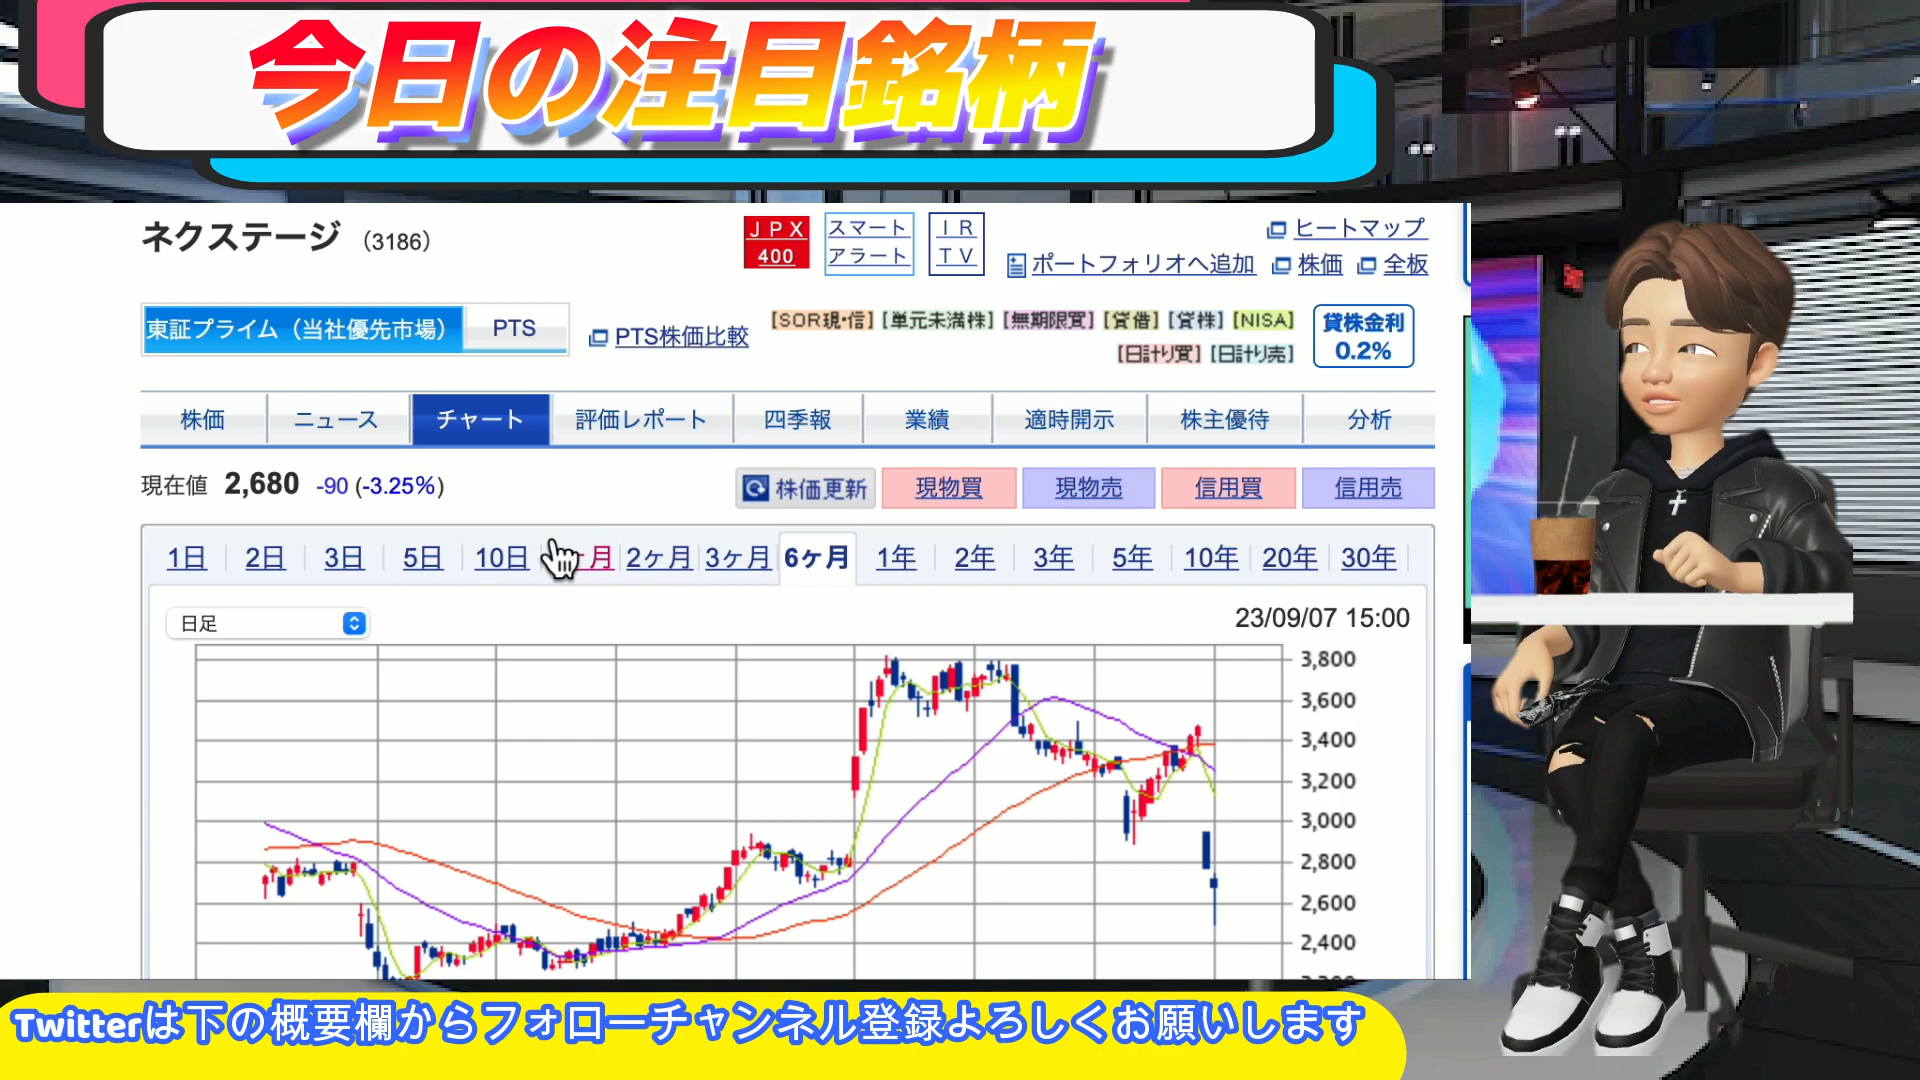 今日の注目銘柄
ネクステージ (3186)
JPX
400
スマート
アラート
IR
TV
ヒートマップ
ポートフォリオへ追加 株価 全板
東証プライム(当社優先市場) PTS
PTS株価比較
[SOR現・信] [単元未満株] [無期限買] [貸借] [貸株] [NISA]
[日計り買] [日計り売]
貸株金利
0.2%
株価 ニュース チャート 評価レポート 四季報 業績 適時開示 株主優待 分析
現在値 2,680 -90 (-3.25%)
株価更新 現物買 現物売 信用買 信用売
1日 2日 3日 5日 10日 月 2ヶ月 3ヶ月 6ヶ月 1年 2年 3年 5年 10年 20年 30年
日足
23/09/07 15:00
3,800
3,600
3,400
3,200
3,000
2,800
2,600
2,400
Twitterは下の概要欄からフォローチャンネル登録よろしくお願いします